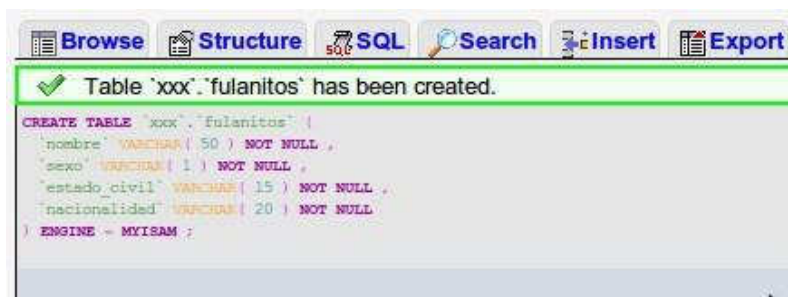 Browse Structure SQL Search Insert Export
Table `xxx`.`fulanitos` has been created.
CREATE TABLE `xxx`.`fulanitos` (
`nombre` VARCHAR( 50 ) NOT NULL ,
`sexo` VARCHAR( 1 ) NOT NULL ,
`estado_civil` VARCHAR( 15 ) NOT NULL ,
`nacionalidad` VARCHAR( 20 ) NOT NULL
) ENGINE = MYISAM ;